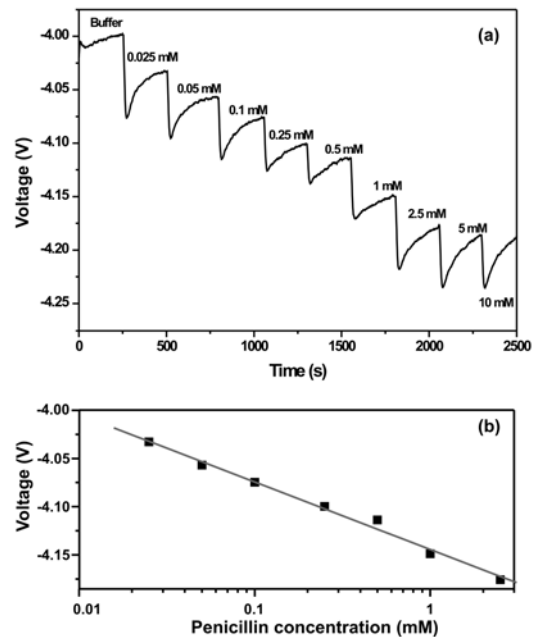 (a)
Buffer
0.025 mM
0.05 mM
0.1 mM
0.25 mM
0.5 mM
1 mM
2.5 mM
5 mM
10 mM
-4.00
-4.05
-4.10
-4.15
-4.20
-4.25
Voltage (V)
0 500 1000 1500 2000 2500
Time (s)
(b)
-4.00
-4.05
-4.10
-4.15
Voltage (V)
0.01 0.1 1
Penicillin concentration (mM)